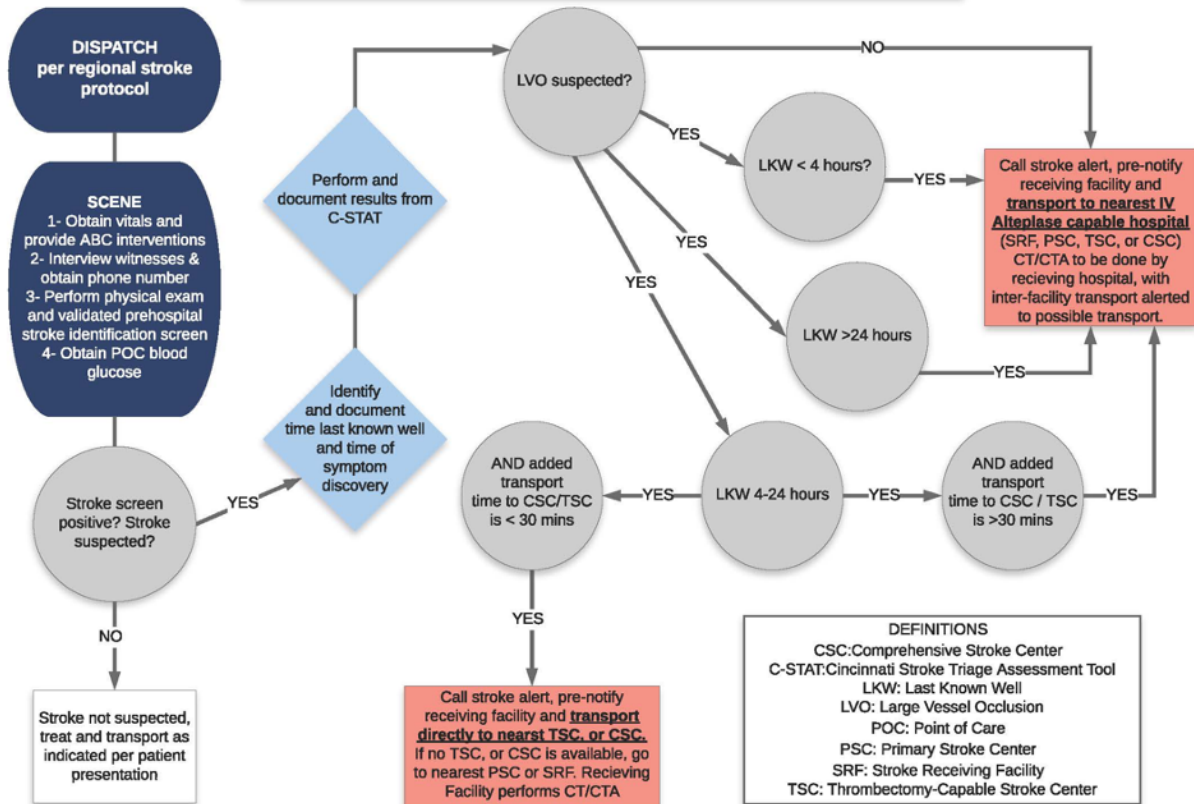 DISPATCH
per regional stroke
protocol
SCENE
1- Obtain vitals and
provide ABC interventions
2- Interview witnesses &
obtain phone number
3- Perform physical exam
and validated prehospital
stroke identification screen
4- Obtain POC blood
glucose
Stroke screen
positive? Stroke
suspected?
NO
Stroke not suspected,
treat and transport as
indicated per patient
presentation
YES
Identify
and document
time last known well
and time of
symptom
discovery
Perform and
document results from
C-STAT
LVO suspected?
NO
YES
LKW < 4 hours?
YES
YES
LKW >24 hours
YES
YES
LKW 4-24 hours
YES
AND added
transport
time to CSC/TSC
is < 30 mins
YES
AND added
transport
time to CSC / TSC
is >30 mins
YES
Call stroke alert, pre-notify
receiving facility and
transport to nearest IV
Alteplase capable hospital
(SRF, PSC, TSC, or CSC)
CT/CTA to be done by
recieving hospital, with
inter-facility transport alerted
to possible transport.
YES
Call stroke alert, pre-notify
receiving facility and transport
directly to nearst TSC, or CSC.
If no TSC, or CSC is available, go
to nearest PSC or SRF. Recieving
Facility performs CT/CTA
DEFINITIONS
CSC:Comprehensive Stroke Center
C-STAT:Cincinnati Stroke Triage Assessment Tool
LKW: Last Known Well
LVO: Large Vessel Occlusion
POC: Point of Care
PSC: Primary Stroke Center
SRF: Stroke Receiving Facility
TSC: Thrombectomy-Capable Stroke Center